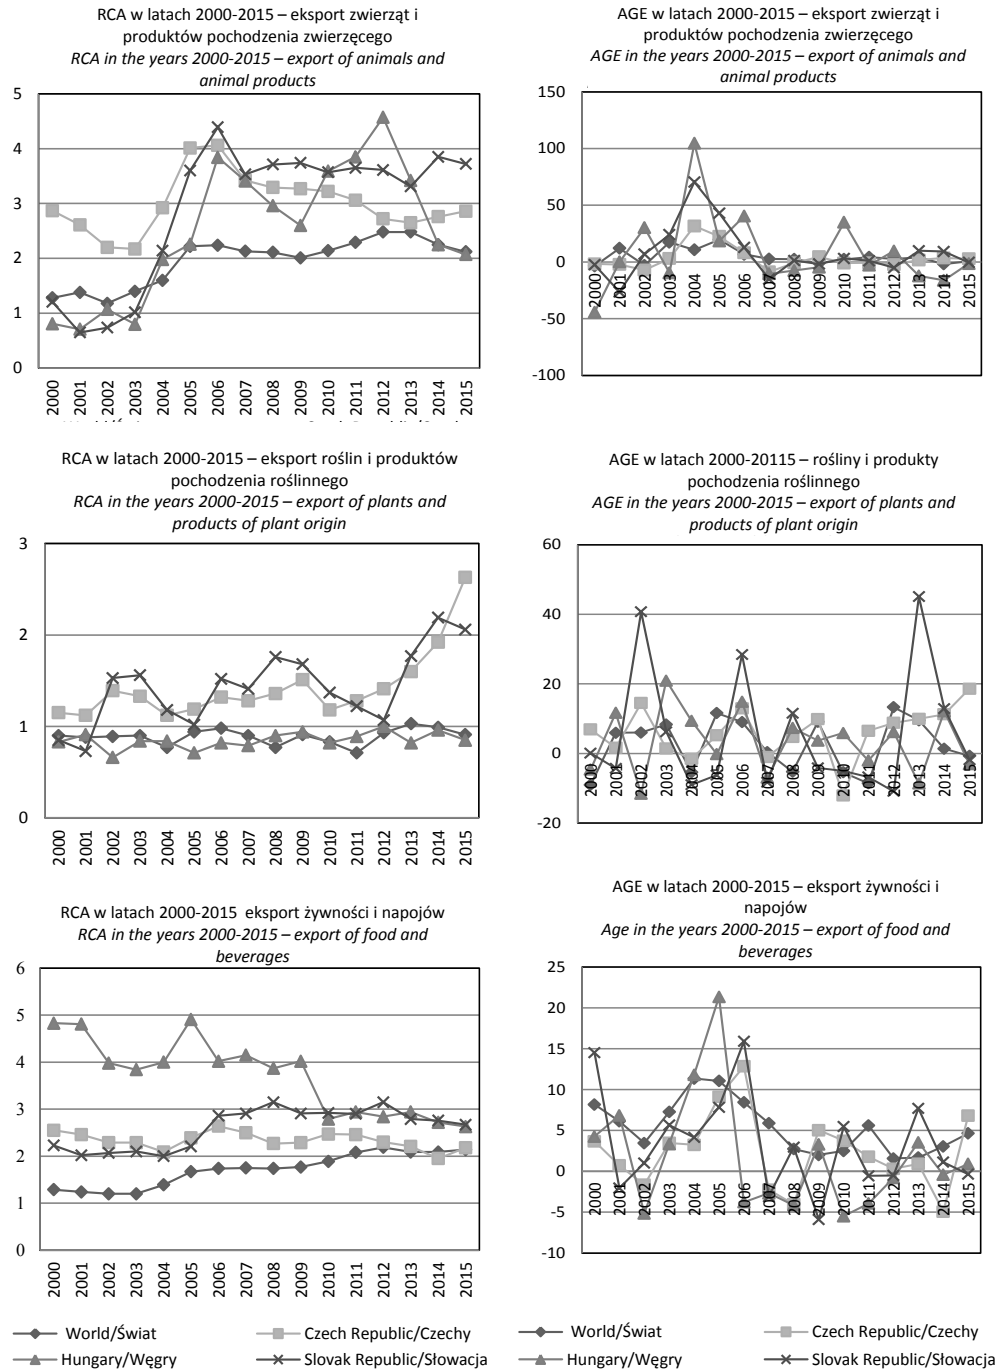 RCA w latach 2000-2015 – eksport zwierząt i
produktów pochodzenia zwierzęcego
RCA in the years 2000-2015 – export of animals and
animal products
5
4
3
2
1
0
2000 2001 2002 2003 2004 2005 2006 2007 2008 2009 2010 2011 2012 2013 2014 2015
AGE w latach 2000-2015 – eksport zwierząt i
produktów pochodzenia zwierzęcego
AGE in the years 2000-2015 – export of animals and
animal products
150
100
50
0
-50
-100
2000 2001 2002 2003 2004 2005 2006 2007 2008 2009 2010 2011 2012 2013 2014 2015
RCA w latach 2000-2015 – eksport roślin i produktów
pochodzenia roślinnego
RCA in the years 2000-2015 – export of plants and
products of plant origin
3
2
1
0
2000 2001 2002 2003 2004 2005 2006 2007 2008 2009 2010 2011 2012 2013 2014 2015
AGE w latach 2000-20115 – rośliny i produkty
pochodzenia roślinnego
AGE in the years 2000-2015 – export of plants and
products of plant origin
60
40
20
0
-20
2000 2001 2002 2003 2004 2005 2006 2007 2008 2009 2010 2011 2012 2013 2014 2015
RCA w latach 2000-2015 eksport żywności i napojów
RCA in the years 2000-2015 – export of food and
beverages
6
5
4
3
2
1
0
2000 2001 2002 2003 2004 2005 2006 2007 2008 2009 2010 2011 2012 2013 2014 2015
AGE w latach 2000-2015 – eksport żywności i
napojów
Age in the years 2000-2015 – export of food and
beverages
25
20
15
10
5
0
-5
-10
2000 2001 2002 2003 2004 2005 2006 2007 2008 2009 2010 2011 2012 2013 2014 2015
World/Świat Czech Republic/Czechy
Hungary/Węgry Slovak Republic/Słowacja
World/Świat Czech Republic/Czechy
Hungary/Węgry Slovak Republic/Słowacja